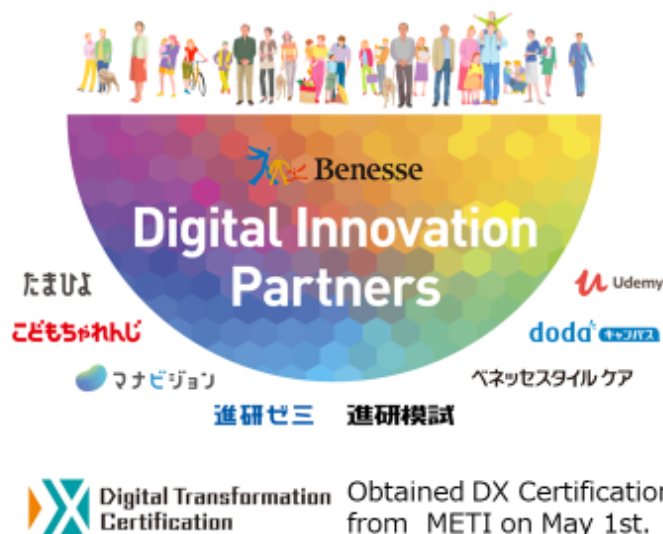 Benesse
Digital Innovation
Partners
たまひよ
Udemy
こどもちゃれんじ
doda キャンパス
マナビジョン
ベネッセスタイルケア
進研ゼミ 進研模試
Digital Transformation
Certification
Obtained DX Certification
from METI on May 1st.